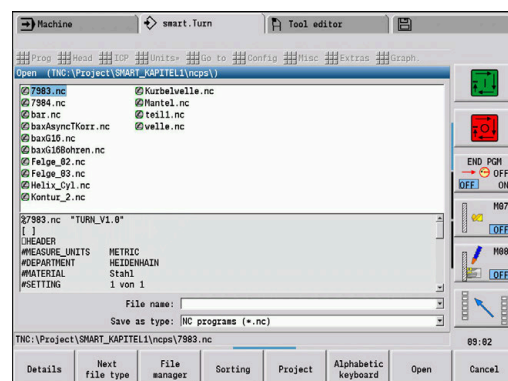 Machine
smart.Turn
Tool editor
Prog Head ICP Units» Go to Config Misc Extras Graph.
Open (TNC:\Project\SMART_KAPITEL1\ncps\)
7983.nc
7984.nc
bar.nc
baxAsyncTKorr.nc
baxG16.nc
baxG16Bohren.nc
Felge_02.nc
Felge_03.nc
Helix_Cyl.nc
Kontur_2.nc
Kurbelwelle.nc
Mantel.nc
teil1.nc
welle.nc
%7983.nc "TURN_V1.0"
[ ]
HEADER
#MEASURE_UNITS METRIC
#DEPARTMENT HEIDENHAIN
#MATERIAL Stahl
#SETTING 1 von 1
File name:
Save as type: NC programs (*.nc)
TNC:\Project\SMART_KAPITEL1\ncps\7983.nc
1
0
END PGM
OFF
OFF ON
M07
OFF
M08
OFF
09:02
Details
Next file type
File manager
Sorting
Project
Alphabetic keyboard
Open
Cancel